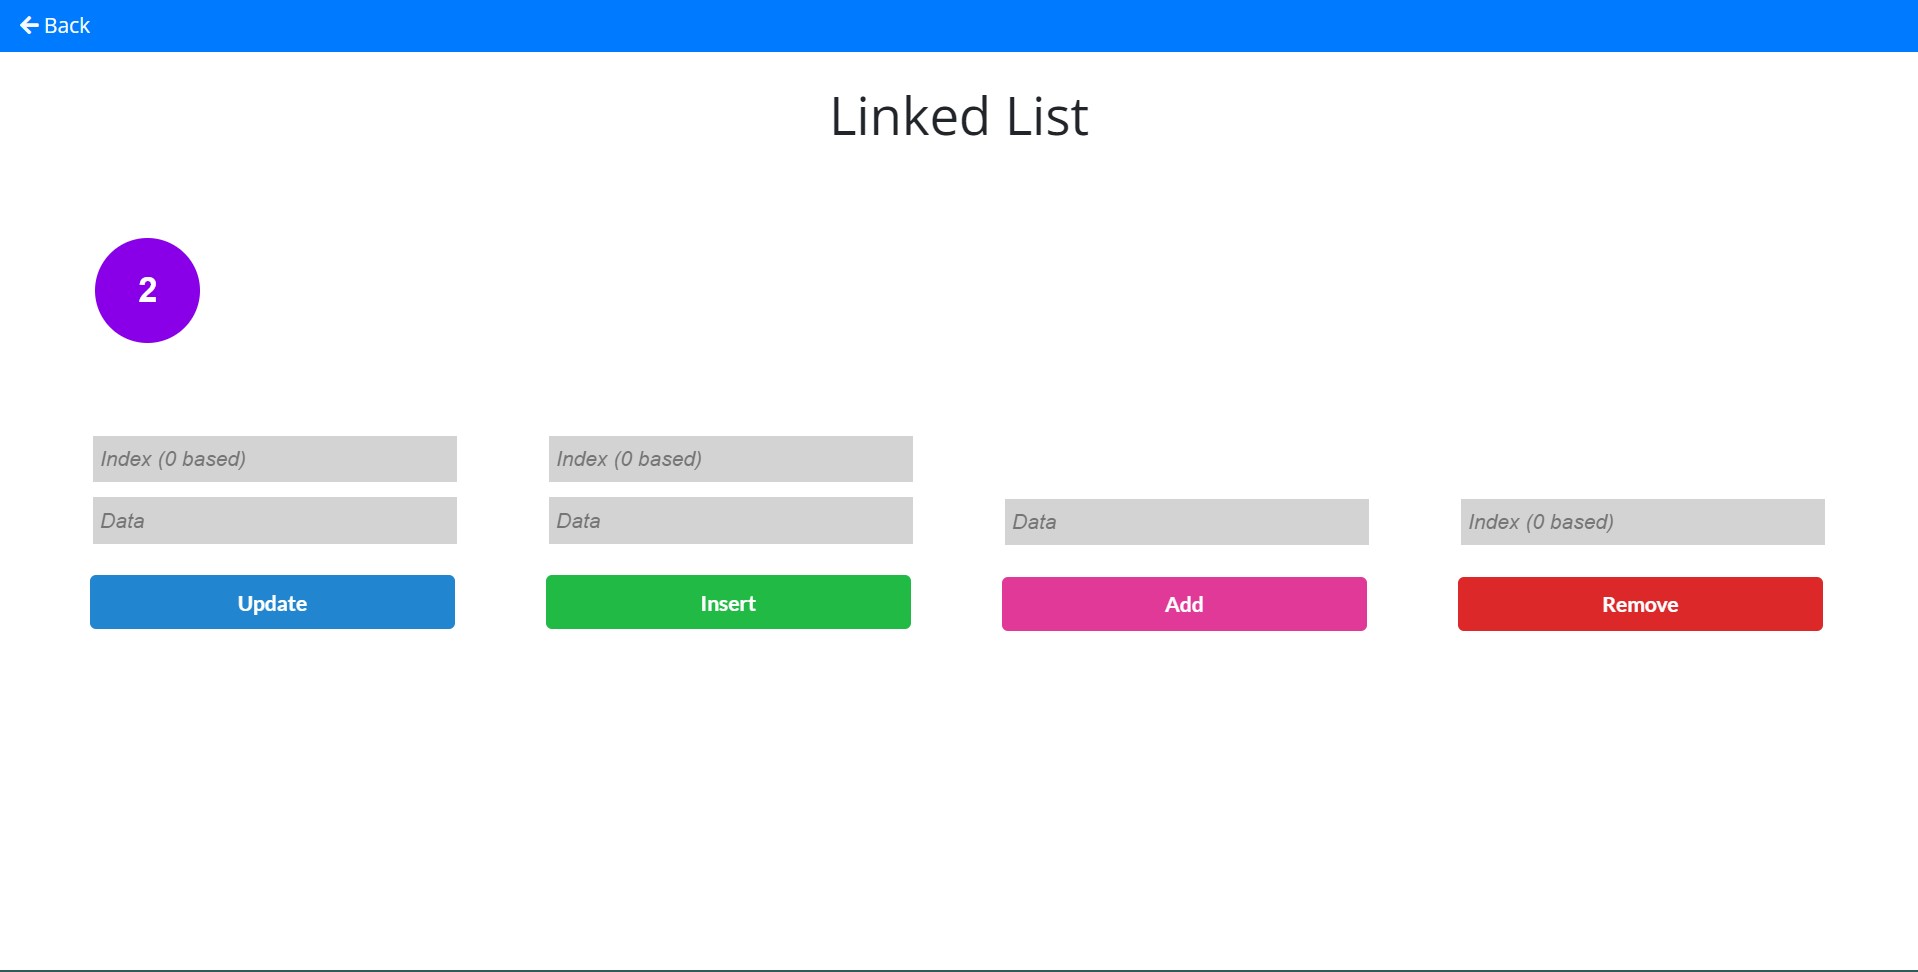 Back
Linked List
2
Index (0 based)
Data
Update
Index (0 based)
Data
Insert
Data
Add
Index (0 based)
Remove